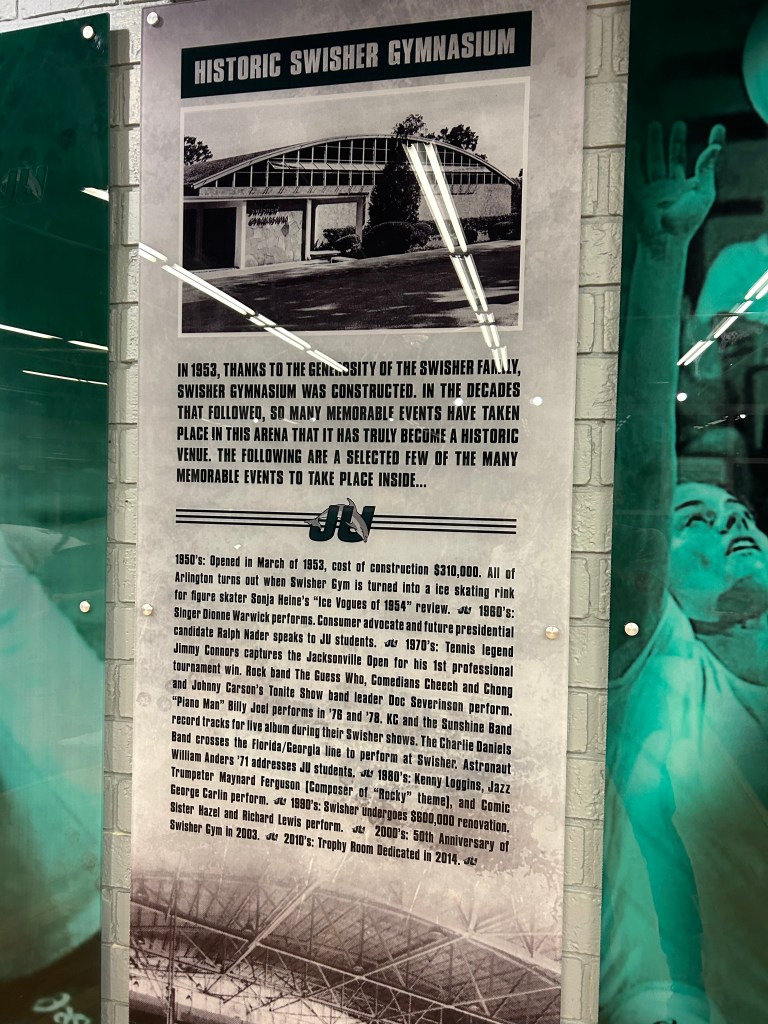 HISTORIC SWISHER GYMNASIUM
IN 1953, THANKS TO THE GENEROSITY OF THE SWISHER FAMILY,
SWISHER GYMNASIUM WAS CONSTRUCTED. IN THE DECADES
THAT FOLLOWED, SO MANY MEMORABLE EVENTS HAVE TAKEN
PLACE IN THIS ARENA THAT IT HAS TRULY BECOME A HISTORIC
VENUE. THE FOLLOWING ARE A SELECTED FEW OF THE MANY
MEMORABLE EVENTS TO TAKE PLACE INSIDE...
JU
1950's: Opened in March of 1953, cost of construction $310,000. All of
Arlington turns out when Swisher Gym is turned into a ice skating rink
for figure skater Sonja Heine's "Ice Vogues of 1954" review. JU 1960's:
Singer Dionne Warwick performs. Consumer advocate and future presidential
candidate Ralph Nader speaks to JU students. JU 1970's: Tennis legend
Jimmy Connors captures the Jacksonville Open for his 1st professional
tournament win. Rock band The Guess Who, Comedians Cheech and Chong
and Johnny Carson's Tonite Show band leader Doc Severinson perform.
"Piano Man" Billy Joel performs in '76 and '78. KC and the Sunshine Band
record tracks for live album during their Swisher shows. The Charlie Daniels
Band crosses the Florida/Georgia line to perform at Swisher. Astronaut
William Anders '71 addresses JU students. JU 1980's: Kenny Loggins, Jazz
Trumpeter Maynard Ferguson [Composer of "Rocky" theme], and Comic
George Carlin perform. JU 1990's: Swisher undergoes $600,000 renovation.
Sister Hazel and Richard Lewis perform. JU 2000's: 50th Anniversary of
Swisher Gym in 2003. JU 2010's: Trophy Room Dedicated in 2014. JU